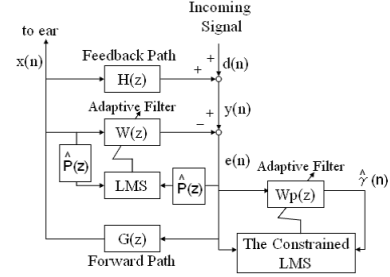 Incoming
Signal
to ear
x(n)
Feedback Path
H(z)
+
+
d(n)
Adaptive Filter
W(z)
−
+
y(n)
P̂(z)
LMS
P̂(z)
e(n)
Adaptive Filter
Wp(z)
γ̂(n)
G(z)
Forward Path
The Constrained
LMS